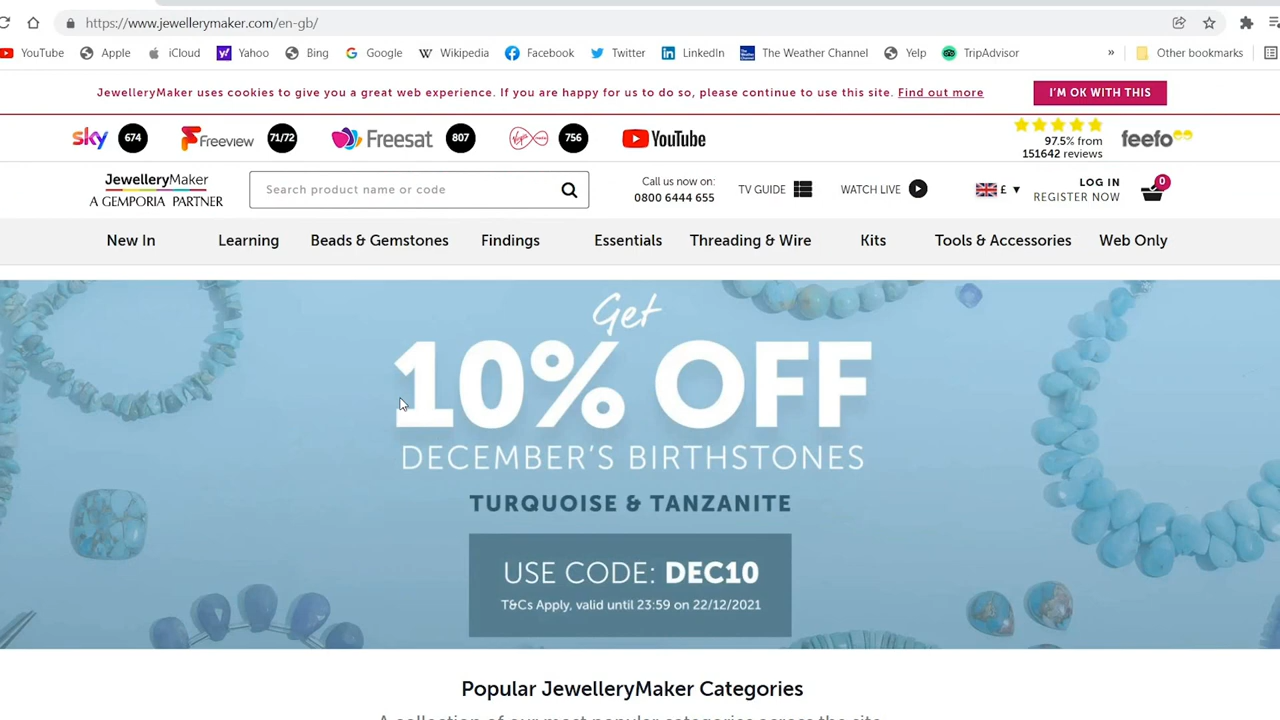 https://www.jewellerymaker.com/en-gb/
YouTube Apple iCloud Yahoo Bing Google Wikipedia Facebook Twitter LinkedIn The Weather Channel Yelp TripAdvisor » Other bookmarks
JewelleryMaker uses cookies to give you a great web experience. If you are happy for us to do so, please continue to use this site. Find out more
I'M OK WITH THIS
sky 674 Freeview 71/72 Freesat 807 756 YouTube
97.5% from
151642 reviews
feefo
JewelleryMaker
A GEMPORIA PARTNER
Search product name or code
Call us now on:
0800 6444 655
TV GUIDE
WATCH LIVE
£ ▼
LOG IN
REGISTER NOW
0
New In Learning Beads & Gemstones Findings Essentials Threading & Wire Kits Tools & Accessories Web Only
Get
10% OFF
DECEMBER'S BIRTHSTONES
TURQUOISE & TANZANITE
USE CODE: DEC10
T&Cs Apply, valid until 23:59 on 22/12/2021
Popular JewelleryMaker Categories
A collection of our most popular categories across the site